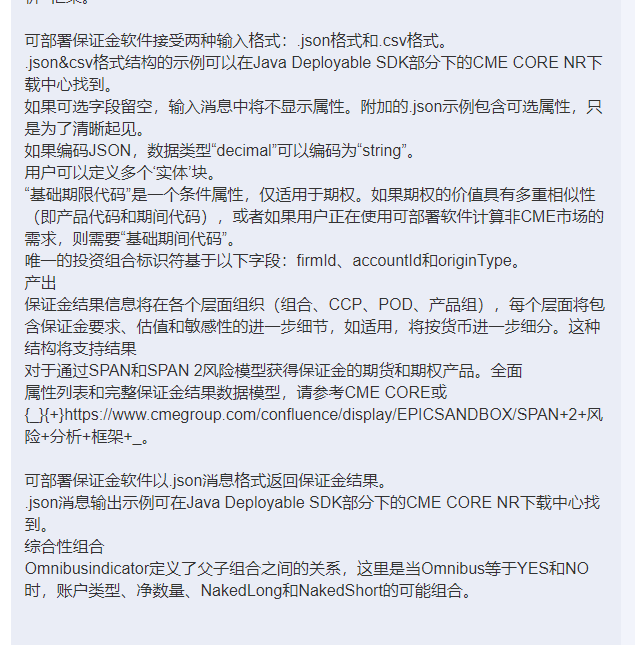 可部署保证金软件接受两种输入格式：.json格式和.csv格式。
.json&csv格式结构的示例可以在Java Deployable SDK部分下的CME CORE NR下
载中心找到。
如果可选字段留空，输入消息中将不显示属性。附加的.json示例包含可选属性，只
是为了清晰起见。
如果编码JSON，数据类型“decimal”可以编码为“string”。
用户可以定义多个‘实体’块。
“基础期限代码”是一个条件属性，仅适用于期权。如果期权的价值具有多重相似性
（即产品代码和期间代码），或者如果用户正在使用可部署软件计算非CME市场的
需求，则需要“基础期间代码”。
唯一的投资组合标识符基于以下字段：firmId、accountId和originType。
产出
保证金结果信息将在各个层面组织（组合、CCP、POD、产品组），每个层面将包
含保证金要求、估值和敏感性的进一步细节，如适用，将按货币进一步细分。这种
结构将支持结果
对于通过SPAN和SPAN 2风险模型获得保证金的期货和期权产品。全面
属性列表和完整保证金结果数据模型，请参考CME CORE或
{_}{+}https://www.cmegroup.com/confluence/display/EPICSANDBOX/SPAN+2+风
险+分析+框架+_。
可部署保证金软件以.json消息格式返回保证金结果。
.json消息输出示例可在Java Deployable SDK部分下的CME CORE NR下载中心找
到。
综合性组合
Omnibusindicator定义了父子组合之间的关系，这里是当Omnibus等于YES和NO
时，账户类型、净数量、NakedLong和NakedShort的可能组合。